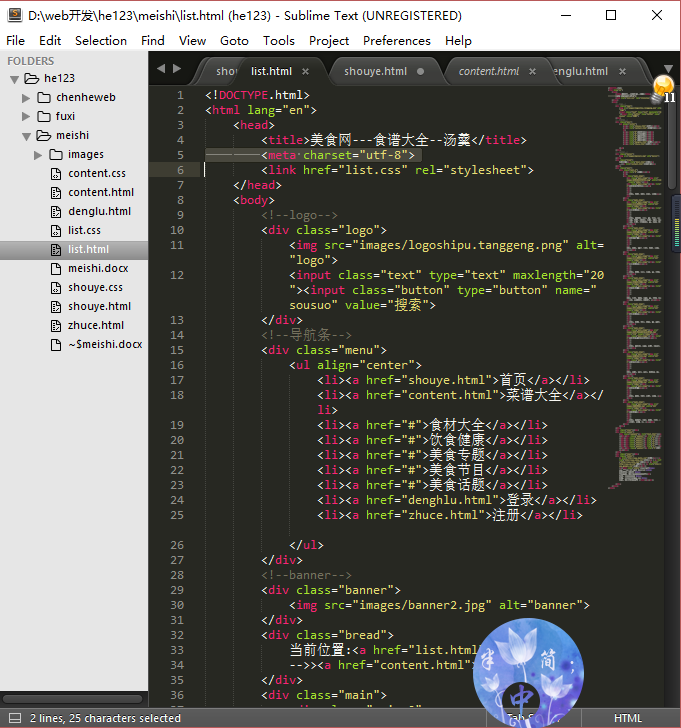 D:\web开发\he123\meishi\list.html (he123) - Sublime Text (UNREGISTERED)
File Edit Selection Find View Goto Tools Project Preferences Help
FOLDERS
he123
chenheweb
fuxi
meishi
images
content.css
content.html
denglu.html
list.css
list.html
meishi.docx
shouye.css
shouye.html
zhuce.html
~$meishi.docx
shou list.html shouye.html content.html englu.html
1 <!DOCTYPE.html>
2 <html lang="en">
3 <head>
4 <title>美食网---食谱大全--汤羹</title>
5 <meta charset="utf-8">
6 <link href="list.css" rel="stylesheet">
7 </head>
8 <body>
9 <!--logo-->
10 <div class="logo">
11 <img src="images/logoshipu.tanggeng.png" alt=
"logo">
12 <input class="text" type="text" maxlength="20
"><input class="button" type="button" name="
sousuo" value="搜索">
13 </div>
14 <!--导航条-->
15 <div class="menu">
16 <ul align="center">
17 <li><a href="shouye.html">首页</a></li>
18 <li><a href="content.html">菜谱大全</a></
li>
19 <li><a href="#">食材大全</a></li>
20 <li><a href="#">饮食健康</a></li>
21 <li><a href="#">美食专题</a></li>
22 <li><a href="#">美食节目</a></li>
23 <li><a href="#">美食话题</a></li>
24 <li><a href="denghlu.html">登录</a></li>
25 <li><a href="zhuce.html">注册</a></li>
26 </ul>
27 </div>
28 <!--banner-->
29 <div class="banner">
30 <img src="images/banner2.jpg" alt="banner">
31 </div>
32 <div class="bread">
33 当前位置:<a href="list.html
34 -->><a href="content.html"
35 </div>
36 <div class="main">
简
中
2 lines, 25 characters selected
HTML